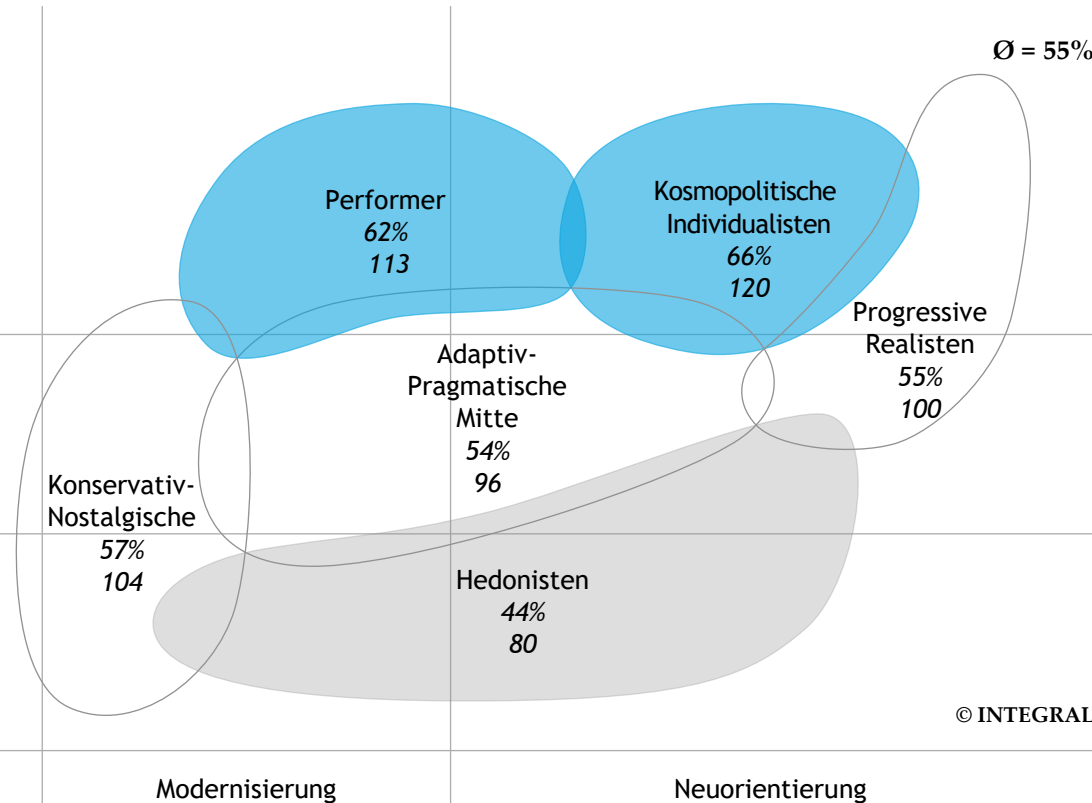 Ø = 55%
Performer
62%
113
Kosmopolitische
Individualisten
66%
120
Progressive
Realisten
55%
100
Adaptiv-
Pragmatische
Mitte
54%
96
Konservativ-
Nostalgische
57%
104
Hedonisten
44%
80
© INTEGRAL
Modernisierung
Neuorientierung